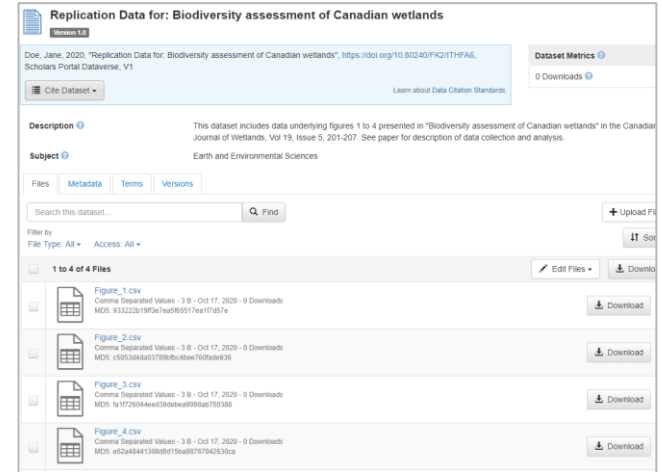 Replication Data for: Biodiversity assessment of Canadian wetlands
Version 1.0
Doe, Jane, 2020, "Replication Data for: Biodiversity assessment of Canadian wetlands", https://doi.org/10.80240/FK2/ITHFA6,
Scholars Portal Dataverse, V1
Cite Dataset
Learn about Data Citation Standards.
Dataset Metrics
0 Downloads
Description
This dataset includes data underlying figures 1 to 4 presented in "Biodiversity assessment of Canadian wetlands" in the Canadian
Journal of Wetlands, Vol 19, Issue 5, 201-207. See paper for description of data collection and analysis.
Subject
Earth and Environmental Sciences
Files Metadata Terms Versions
Search this dataset... Find
Upload Fi
Filter by
File Type: All Access: All
Sor
1 to 4 of 4 Files
Edit Files
Downlo
Figure_1.csv
Comma Separated Values - 3 B - Oct 17, 2020 - 0 Downloads
MD5:
Download
Figure_2.csv
Comma Separated Values - 3 B - Oct 17, 2020 - 0 Downloads
MD5:
Download
Figure_3.csv
Comma Separated Values - 3 B - Oct 17, 2020 - 0 Downloads
MD5:
Download
Figure_4.csv
Comma Separated Values - 3 B - Oct 17, 2020 - 0 Downloads
MD5:
Download